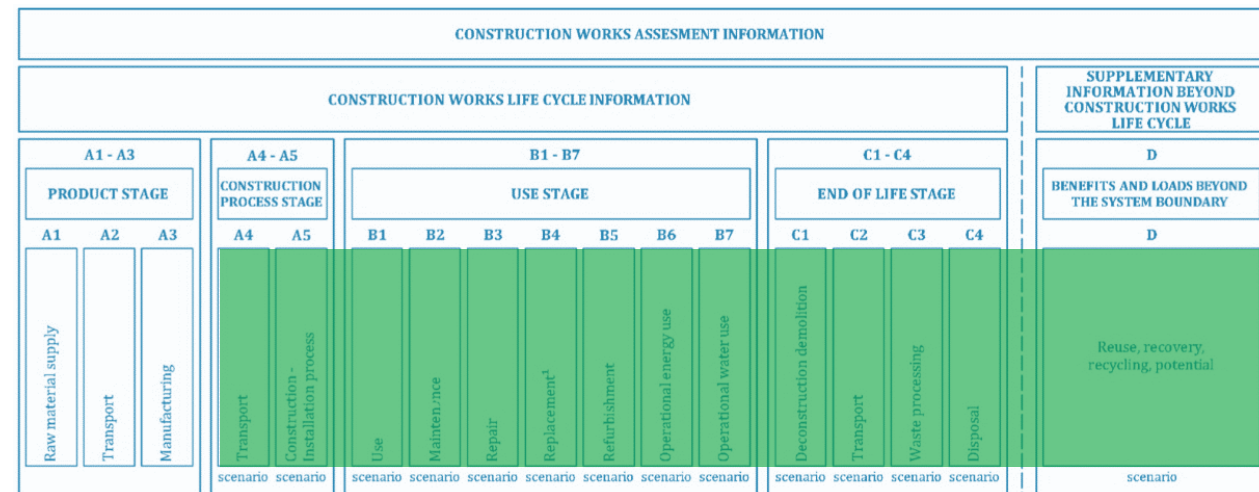 CONSTRUCTION WORKS ASSESMENT INFORMATION
CONSTRUCTION WORKS LIFE CYCLE INFORMATION
SUPPLEMENTARY
INFORMATION BEYOND
CONSTRUCTION WORKS
LIFE CYCLE
A1 - A3
A4 - A5
B1 - B7
C1 - C4
D
PRODUCT STAGE
CONSTRUCTION
PROCESS STAGE
USE STAGE
END OF LIFE STAGE
BENEFITS AND LOADS BEYOND
THE SYSTEM BOUNDARY
A1
A2
A3
A4
A5
B1
B2
B3
B4
B5
B6
B7
C1
C2
C3
C4
D
Raw material supply
Transport
Manufacturing
Transport
Construction -
Installation process
Use
Maintenance
Repair
Replacement¹
Refurbishment
Operational energy use
Operational water use
Deconstruction demolition
Transport
Waste processing
Disposal
Reuse, recovery,
recycling, potential
scenario
scenario
scenario
scenario
scenario
scenario
scenario
scenario
scenario
scenario
scenario
scenario
scenario
scenario